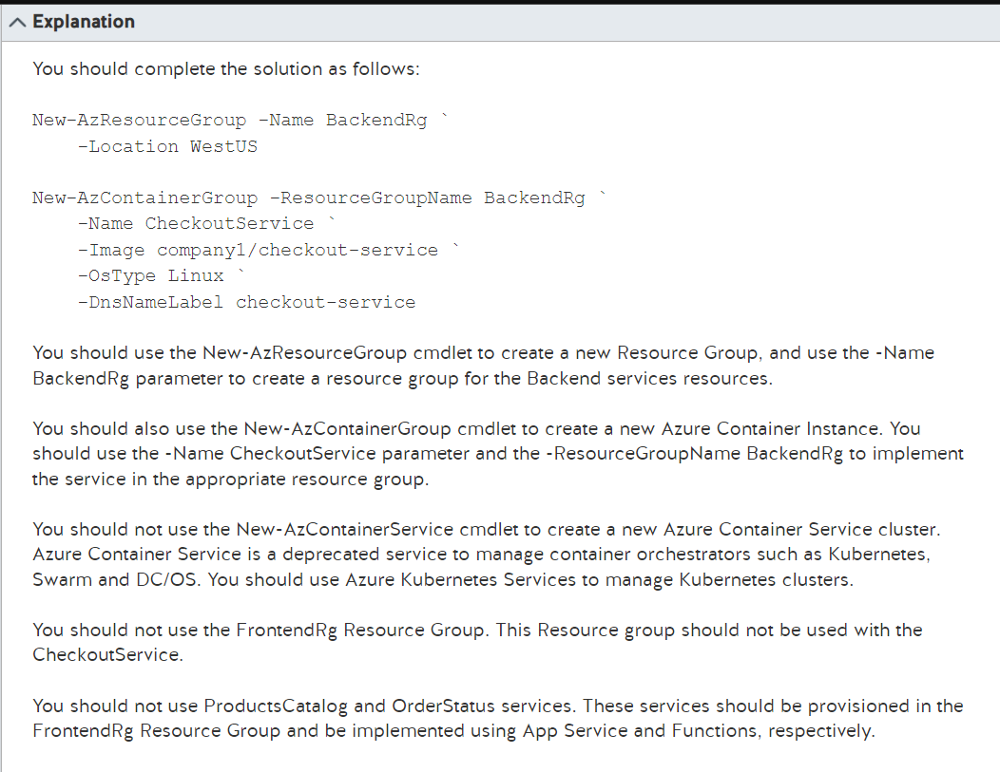 Explanation
You should complete the solution as follows:
New-AzResourceGroup -Name BackendRg `
-Location WestUS
New-AzContainerGroup -ResourceGroupName BackendRg `
-Name CheckoutService `
-Image company1/checkout-service `
-OsType Linux `
-DnsNameLabel checkout-service
You should use the New-AzResourceGroup cmdlet to create a new Resource Group, and use the -Name
BackendRg parameter to create a resource group for the Backend services resources.
You should also use the New-AzContainerGroup cmdlet to create a new Azure Container Instance. You
should use the -Name CheckoutService parameter and the -ResourceGroupName BackendRg to implement
the service in the appropriate resource group.
You should not use the New-AzContainerService cmdlet to create a new Azure Container Service cluster.
Azure Container Service is a deprecated service to manage container orchestrators such as Kubernetes,
Swarm and DC/OS. You should use Azure Kubernetes Services to manage Kubernetes clusters.
You should not use the FrontendRg Resource Group. This Resource group should not be used with the
CheckoutService.
You should not use ProductsCatalog and OrderStatus services. These services should be provisioned in the
FrontendRg Resource Group and be implemented using App Service and Functions, respectively.